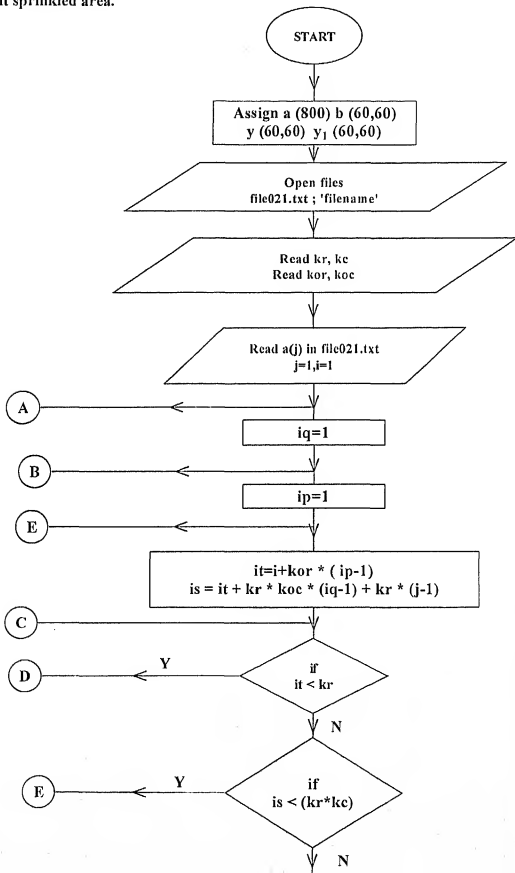 sprinkled area.
START
Assign a (800) b (60,60)
y (60,60) y₁ (60,60)
Open files
file021.txt ; 'filename'
Read kr, kc
Read kor, koc
Read a(j) in file021.txt
j=1,i=1
A
iq=1
B
ip=1
E
it=i+kor * ( ip-1)
is = it + kr * koc * (iq-1) + kr * (j-1)
C
if
it < kr
Y
D
N
if
is < (kr*kc)
Y
E
N